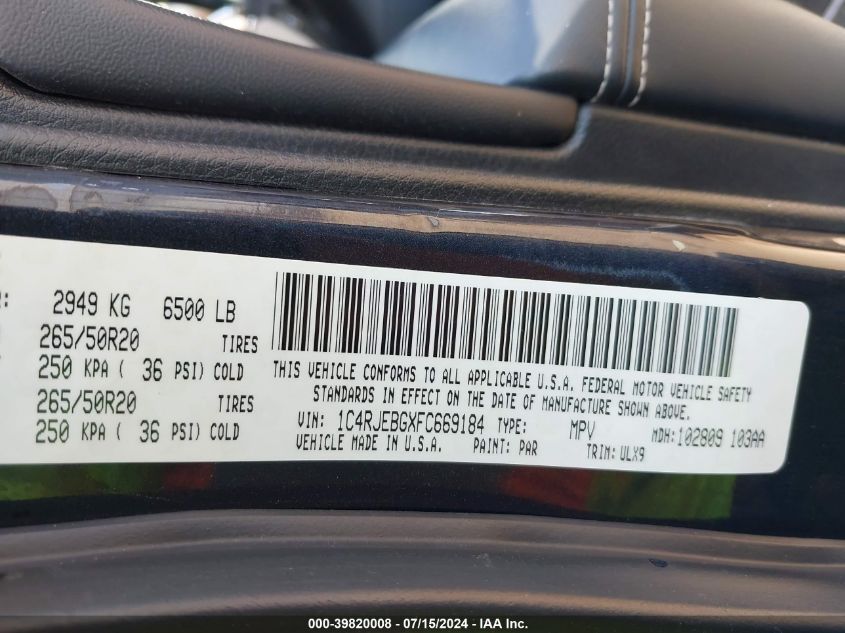 R: 2949 KG 6500 LB
265/50R20 TIRES
250 KPA ( 36 PSI) COLD
265/50R20 TIRES
250 KPA ( 36 PSI) COLD
THIS VEHICLE CONFORMS TO ALL APPLICABLE U.S.A. FEDERAL MOTOR VEHICLE SAFETY
STANDARDS IN EFFECT ON THE DATE OF MANUFACTURE SHOWN ABOVE.
VIN: 1C4RJEBGXFC669184 TYPE: MPV MDH:102809 103AA
VEHICLE MADE IN U.S.A. PAINT: PAR TRIM: ULX9
000-39820008 - 07/15/2024 - IAA Inc.